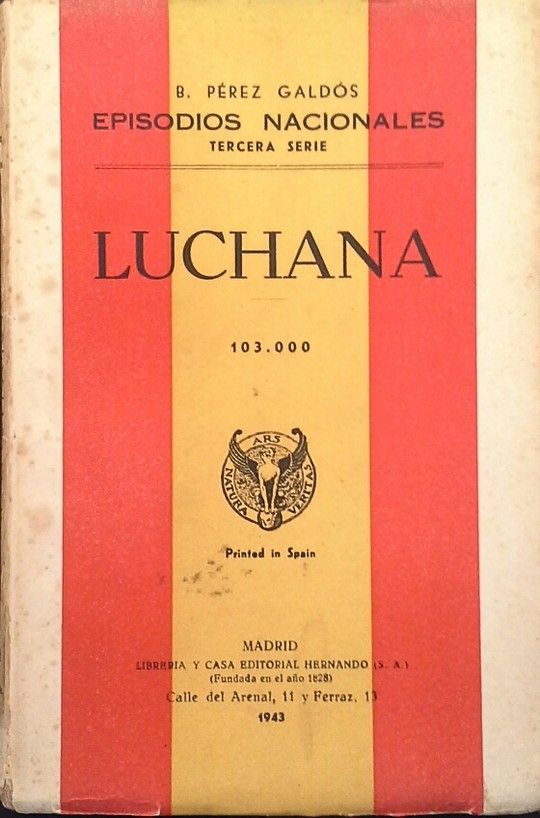 B. PÉREZ GALDÓS
EPISODIOS NACIONALES
TERCERA SERIE
LUCHANA
103.000
ARS
NATURA VERITAS
Printed in Spain
MADRID
LIBRERIA Y CASA EDITORIAL HERNANDO (S. A.)
(Fundada en el año 1828)
Calle del Arenal, 11 y Ferraz, 13
1943